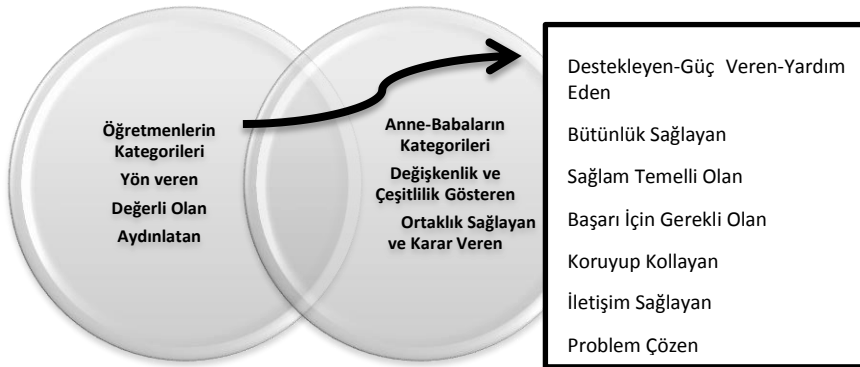 Öğretmenlerin
Kategorileri
Yön veren
Değerli Olan
Aydınlatan
Anne-Babaların
Kategorileri
Değişkenlik ve
Çeşitlilik Gösteren
Ortaklık Sağlayan
ve Karar Veren
Destekleyen-Güç Veren-Yardım
Eden
Bütünlük Sağlayan
Sağlam Temelli Olan
Başarı İçin Gerekli Olan
Koruyup Kollayan
İletişim Sağlayan
Problem Çözen